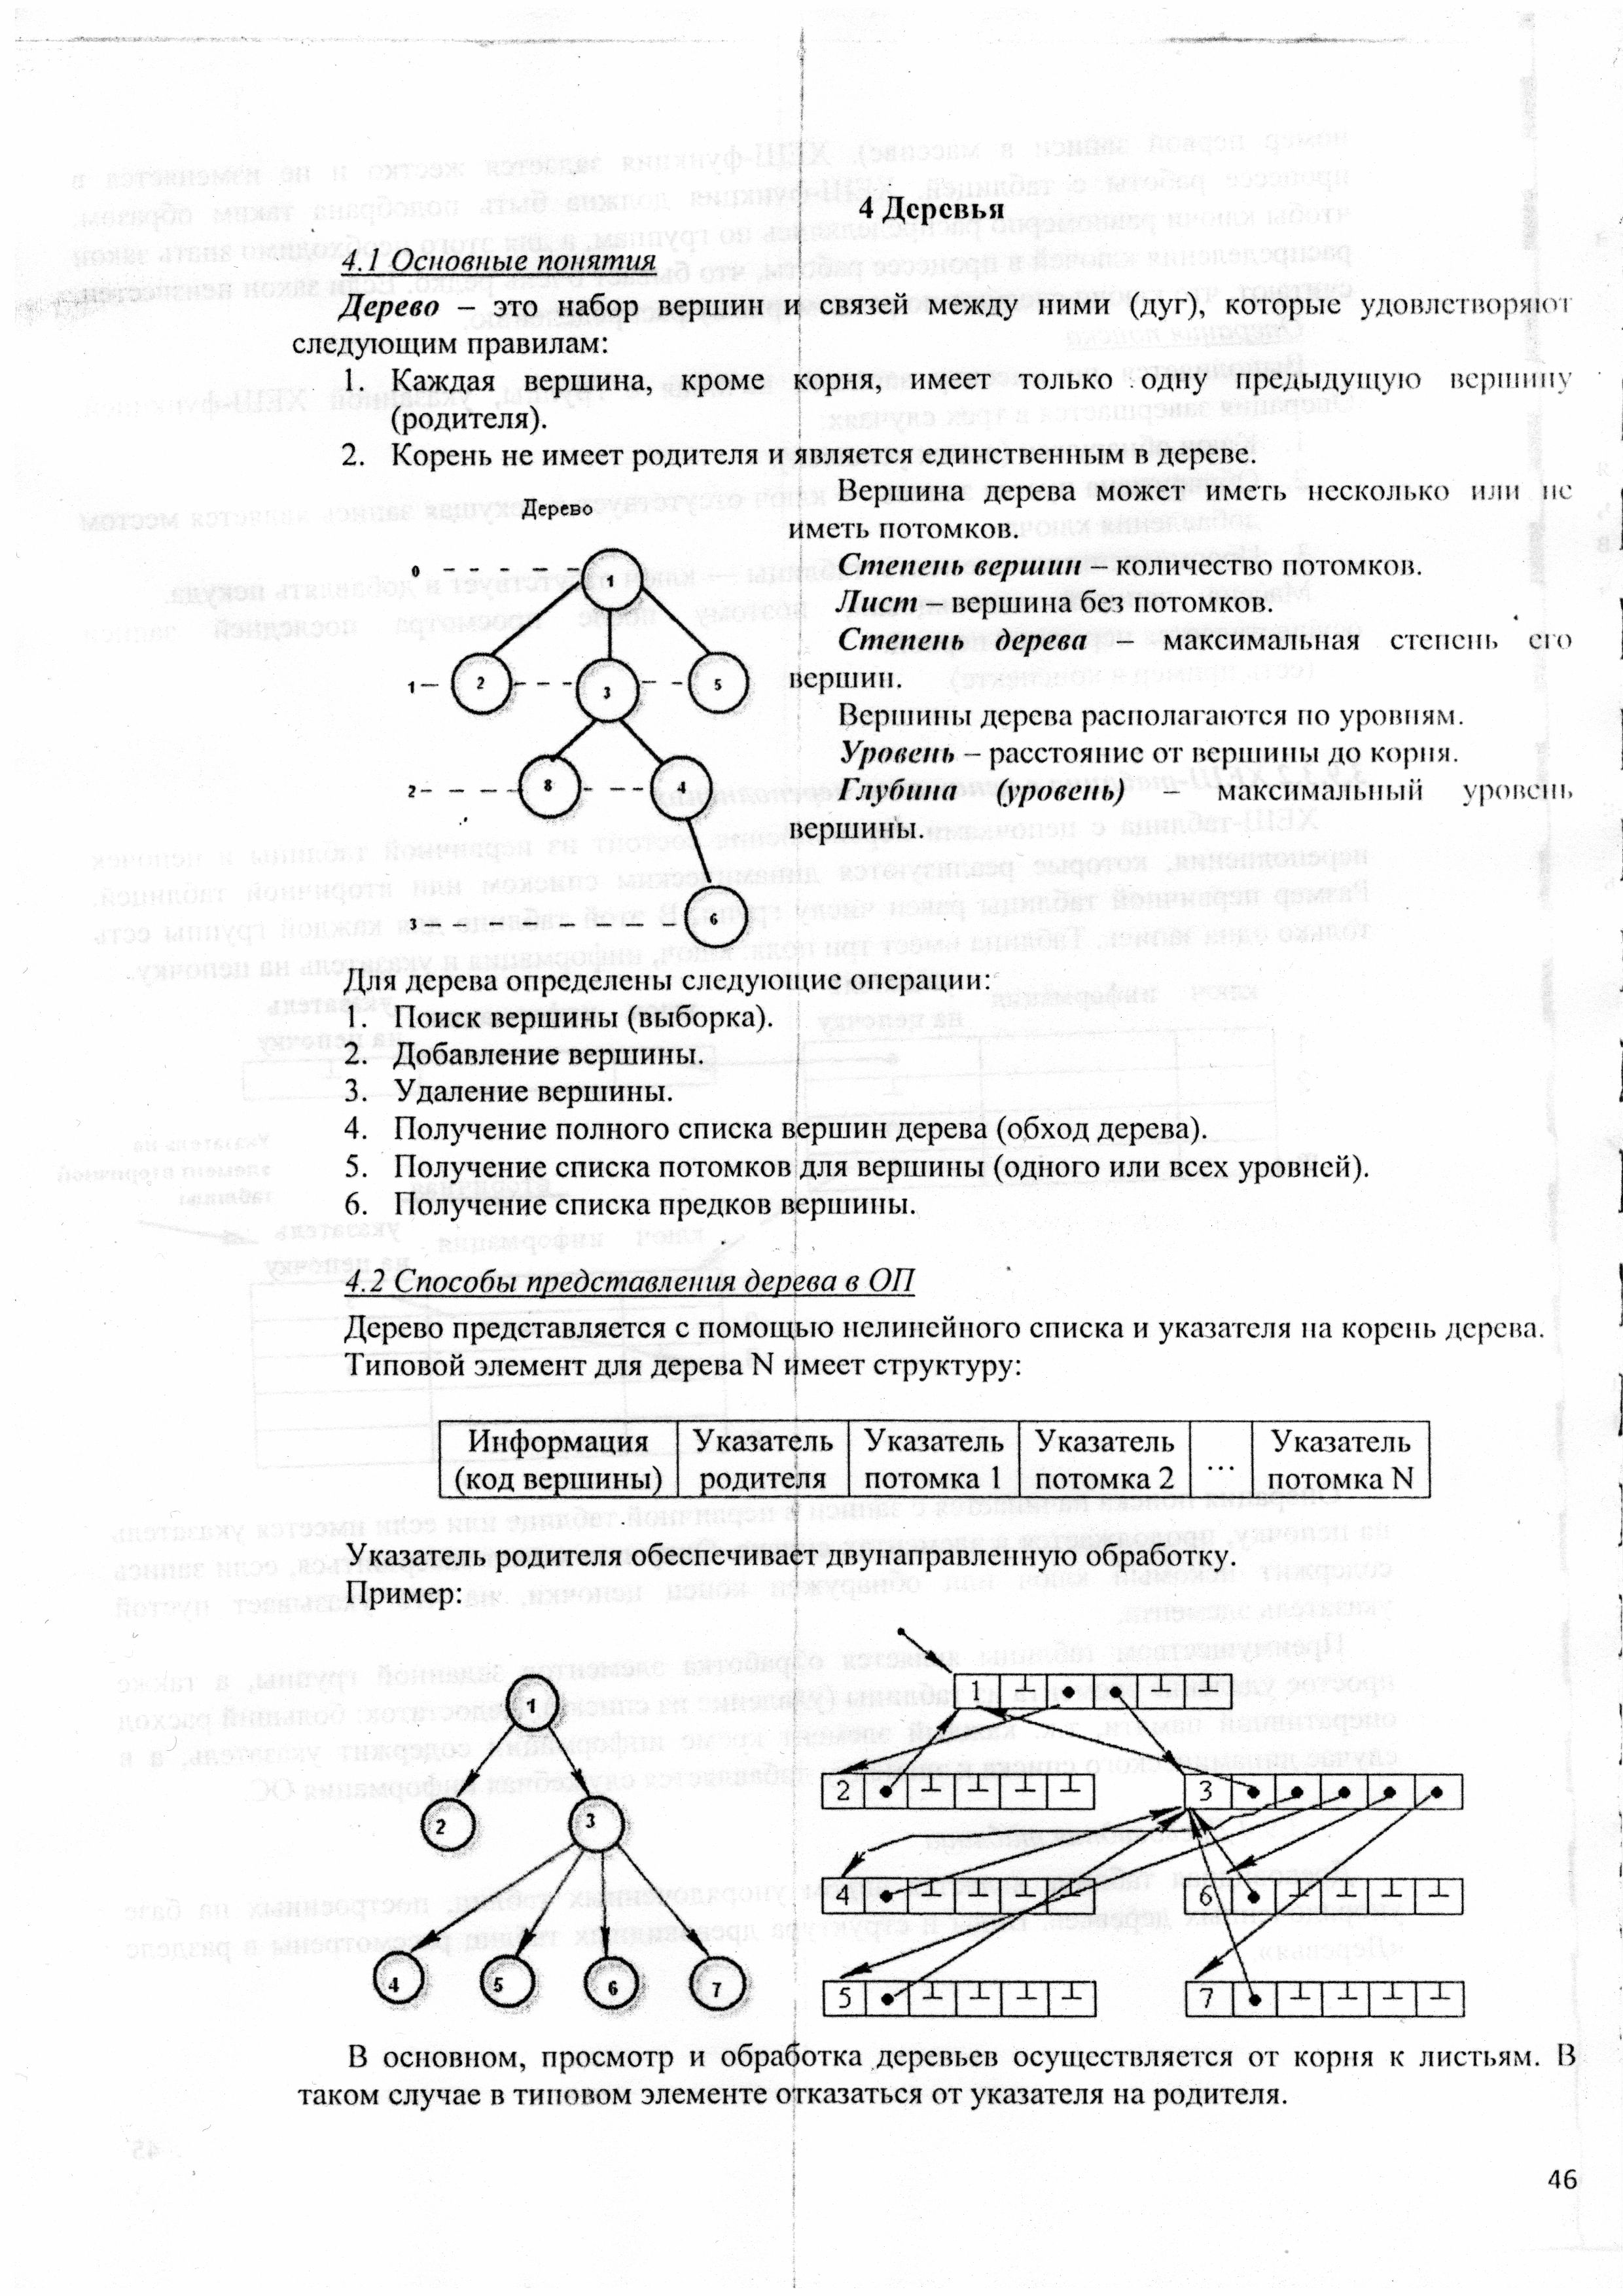 4 Деревья
4.1 Основные понятия
Дерево – это набор вершин и связей между ними (дуг), которые удовлетворяют
следующим правилам:
1. Каждая вершина, кроме корня, имеет только одну предыдущую вершину
(родителя).
2. Корень не имеет родителя и является единственным в дереве.
Дерево
0 1
1 2 3 5
2 8 4
3 6
Вершина дерева может иметь несколько или не
иметь потомков.
Степень вершин – количество потомков.
Лист – вершина без потомков.
Степень дерева – максимальная степень его
вершин.
Вершины дерева располагаются по уровням.
Уровень – расстояние от вершины до корня.
Глубина (уровень) – максимальный уровень
вершины.
Для дерева определены следующие операции:
1. Поиск вершины (выборка).
2. Добавление вершины.
3. Удаление вершины.
4. Получение полного списка вершин дерева (обход дерева).
5. Получение списка потомков для вершины (одного или всех уровней).
6. Получение списка предков вершины.
4.2 Способы представления дерева в ОП
Дерево представляется с помощью нелинейного списка и указателя на корень дерева.
Типовой элемент для дерева N имеет структуру:
Информация Указатель Указатель Указатель Указатель
(код вершины) родителя потомка 1 потомка 2 ... потомка N
Указатель родителя обеспечивает двунаправленную обработку.
Пример:
1
2 3
4 5 6 7
1
2 3
4 6
5 7
В основном, просмотр и обработка деревьев осуществляется от корня к листьям. В
таком случае в типовом элементе отказаться от указателя на родителя.
46